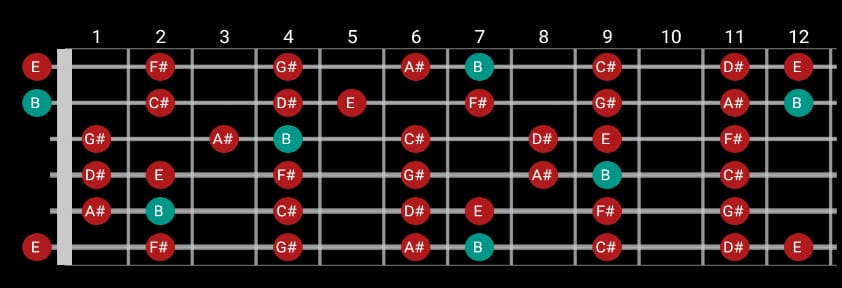 1 2 3 4 5 6 7 8 9 10 11 12
E F# G# A# B C# D# E
B C# D# E F# G# A# B
G# A# B C# D# E F#
D# E F# G# A# B C#
A# B C# D# E F# G#
E F# G# A# B C# D# E